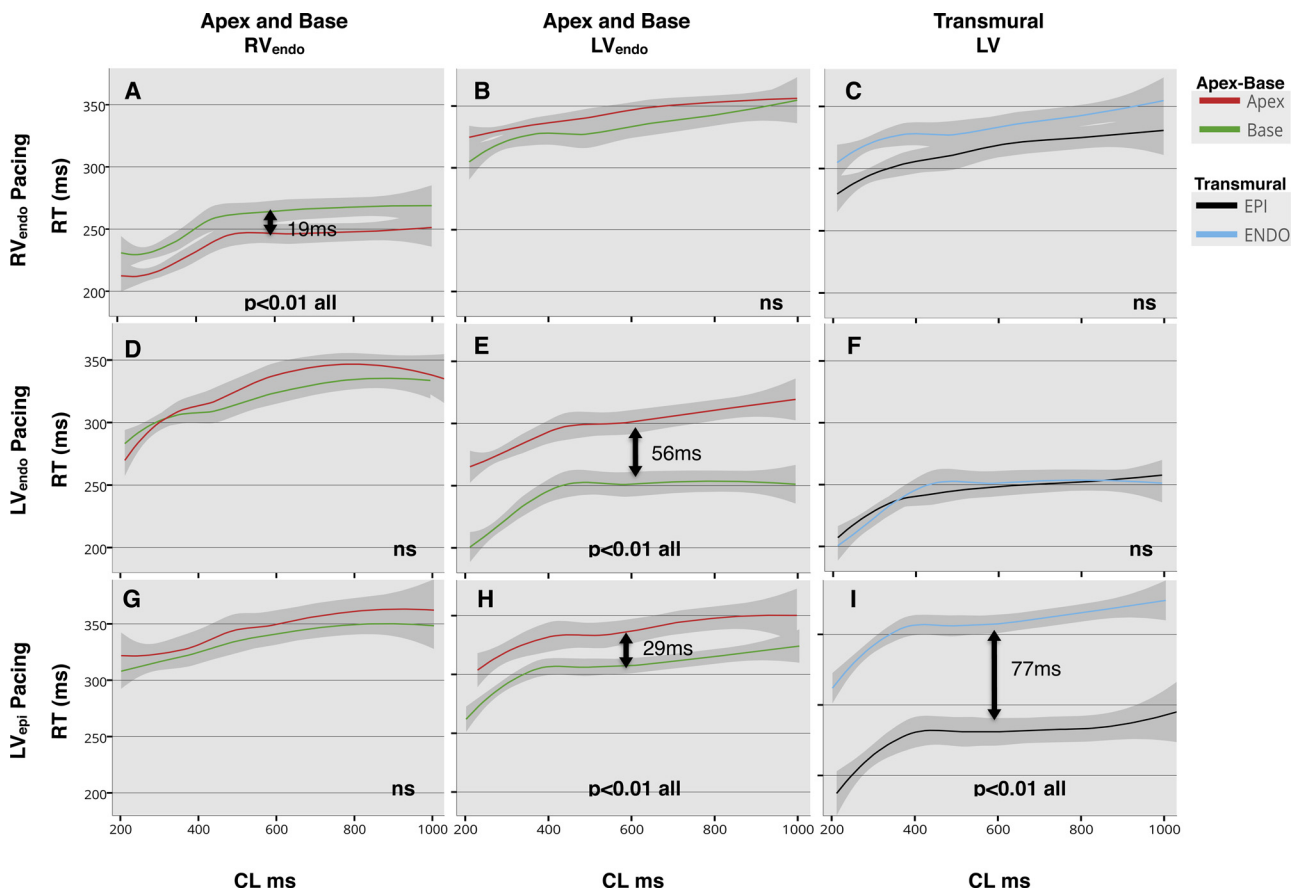 Apex and Base
RVendo
Apex and Base
LVendo
Transmural
LV
RVendo Pacing
RT (ms)
350
300
250
200
A
19ms
p<0.01 all
B
ns
C
ns
Apex-Base
Apex
Base
Transmural
EPI
ENDO
LVendo Pacing
RT (ms)
350
300
250
200
D
ns
E
56ms
p<0.01 all
F
ns
LVepi Pacing
RT (ms)
350
300
250
200
G
ns
H
29ms
p<0.01 all
I
77ms
p<0.01 all
200 400 600 800 1000
200 400 600 800 1000
200 400 600 800 1000
CL ms
CL ms
CL ms